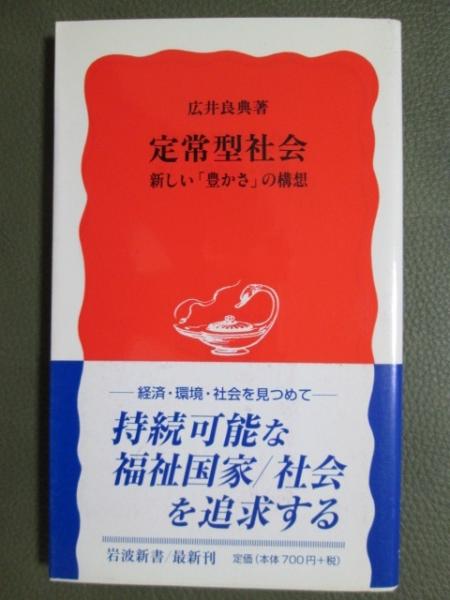 広井良典著
定常型社会
新しい「豊かさ」の構想
―経済・環境・社会を見つめて―
持続可能な
福祉国家/社会
を追求する
岩波新書/最新刊 定価(本体700円+税)